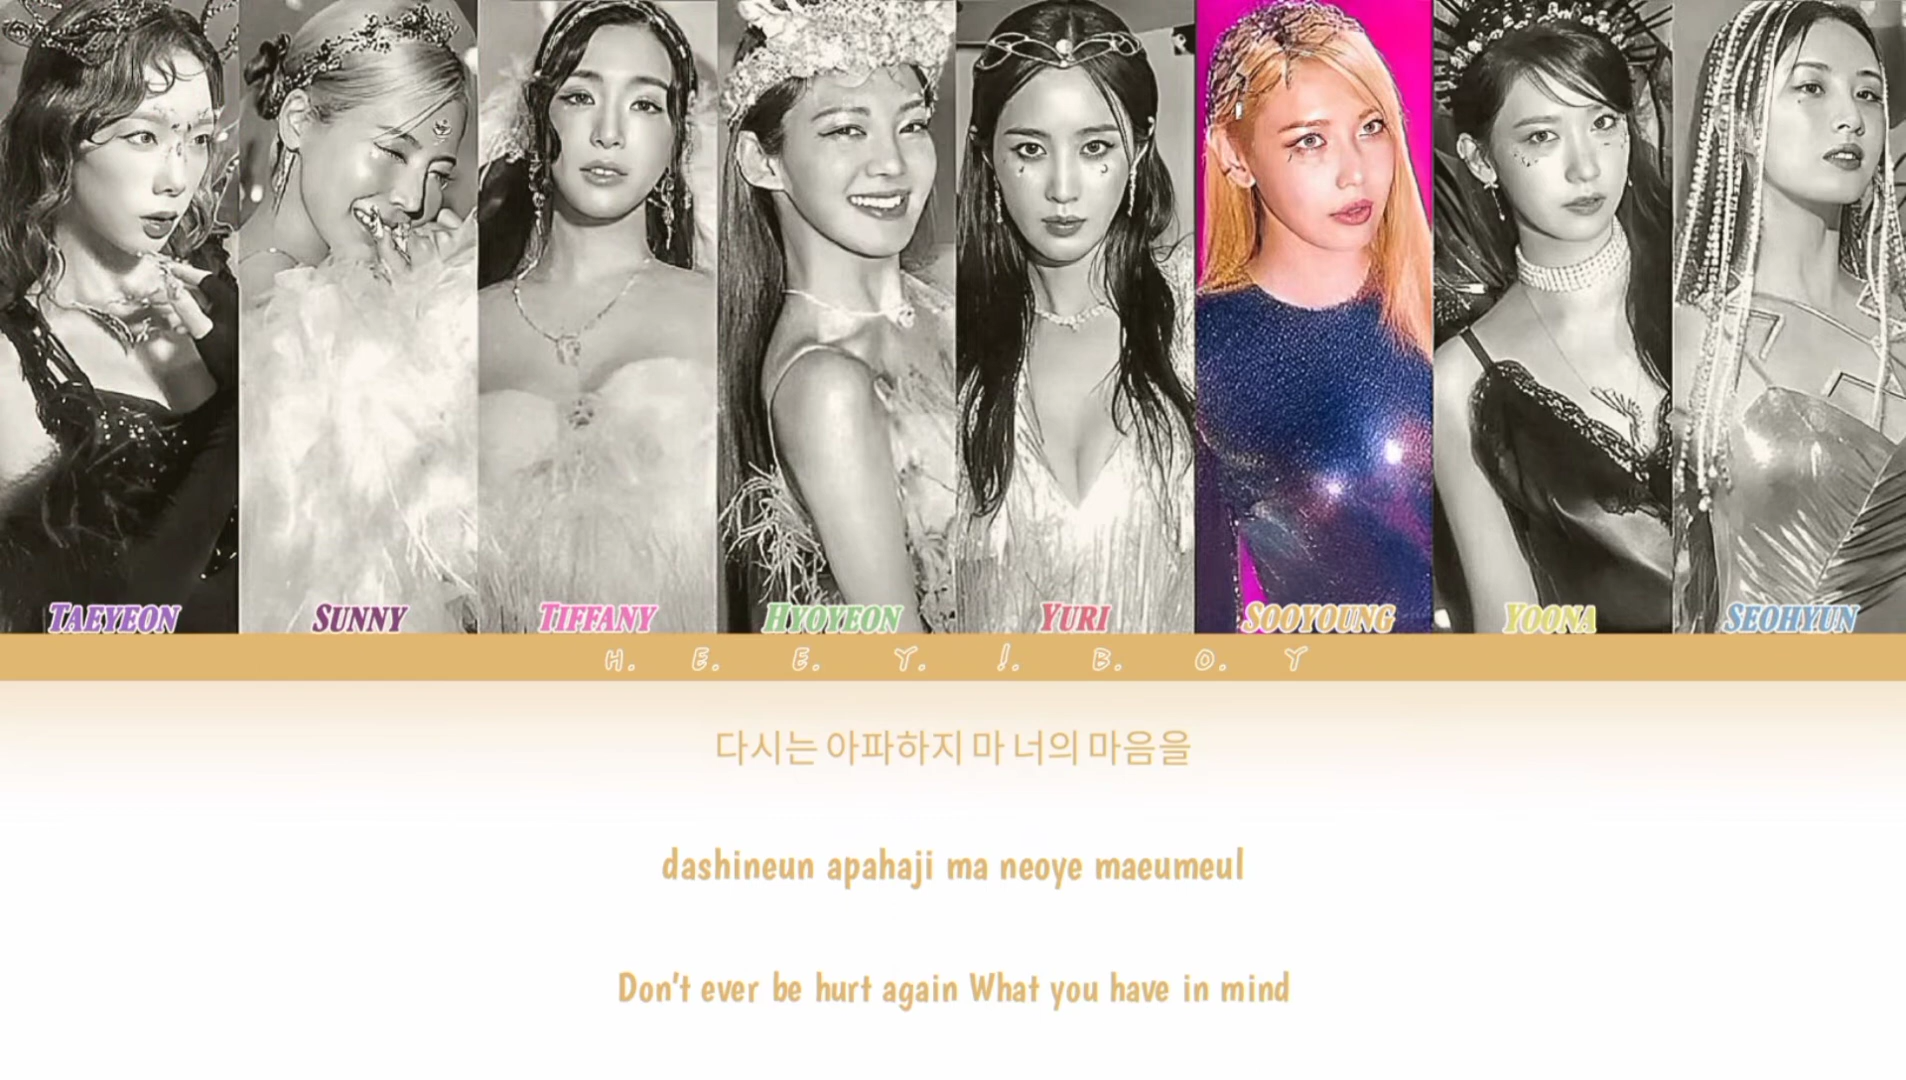 TAEYEON SUNNY TIFFANY HYOYEON YURI SOOYOUNG YOONA SEOHYUN
H. E. E. Y. !. B. O. Y
다시는 아파하지 마 너의 마음을
dashineun apahaji ma neoye maeumeul
Don't ever be hurt again What you have in mind